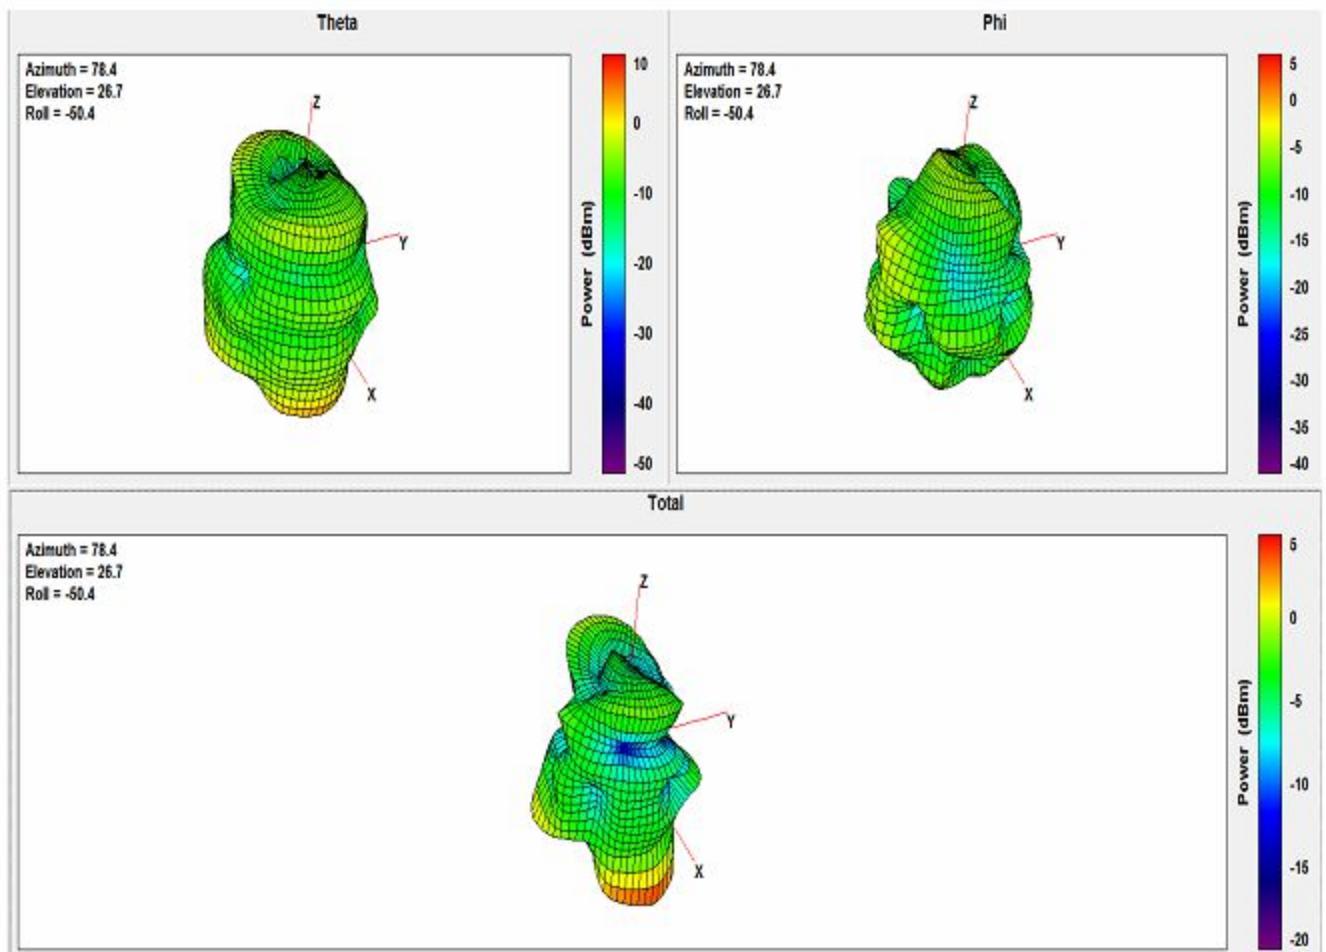 Theta
Azimuth = 78.4
Elevation = 26.7
Roll = -50.4
Z
Y
X
10
0
-10
-20
-30
-40
-50
Power (dBm)
Phi
Azimuth = 78.4
Elevation = 26.7
Roll = -50.4
Z
Y
X
5
0
-5
-10
-15
-20
-25
-30
-35
-40
Power (dBm)
Total
Azimuth = 78.4
Elevation = 26.7
Roll = -50.4
Z
Y
X
5
0
-5
-10
-15
-20
Power (dBm)